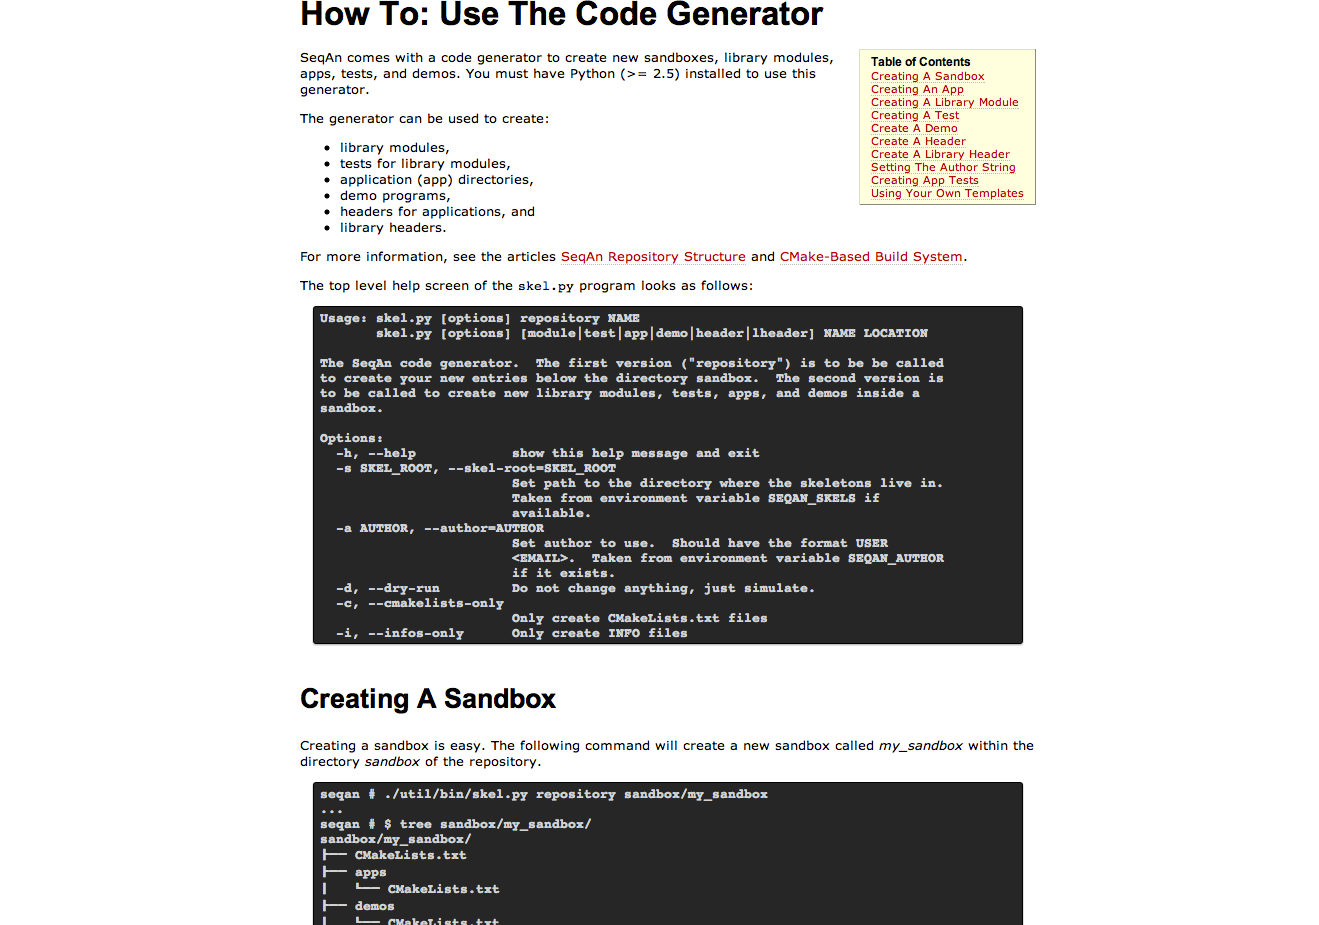 How To: Use The Code Generator
SeqAn comes with a code generator to create new sandboxes, library modules,
apps, tests, and demos. You must have Python (>= 2.5) installed to use this
generator.
Table of Contents
Creating A Sandbox
Creating An App
Creating A Library Module
Creating A Test
Create A Demo
Create A Header
Create A Library Header
Setting The Author String
Creating App Tests
Using Your Own Templates
The generator can be used to create:
• library modules,
• tests for library modules,
• application (app) directories,
• demo programs,
• headers for applications, and
• library headers.
For more information, see the articles SeqAn Repository Structure and CMake-Based Build System.
The top level help screen of the skel.py program looks as follows:
Usage: skel.py [options] repository NAME
       skel.py [options] [module|test|app|demo|header|lheader] NAME LOCATION
The SeqAn code generator.  The first version ("repository") is to be be called
to create your new entries below the directory sandbox.  The second version is
to be called to create new library modules, tests, apps, and demos inside a
sandbox.
Options:
  -h, --help            show this help message and exit
  -s SKEL_ROOT, --skel-root=SKEL_ROOT
                        Set path to the directory where the skeletons live in.
                        Taken from environment variable SEQAN_SKELS if
                        available.
  -a AUTHOR, --author=AUTHOR
                        Set author to use.  Should have the format USER
                        <EMAIL>.  Taken from environment variable SEQAN_AUTHOR
                        if it exists.
  -d, --dry-run         Do not change anything, just simulate.
  -c, --cmakelists-only
                        Only create CMakeLists.txt files
  -i, --infos-only      Only create INFO files
Creating A Sandbox
Creating a sandbox is easy. The following command will create a new sandbox called my_sandbox within the
directory sandbox of the repository.
seqan # ./util/bin/skel.py repository sandbox/my_sandbox
...
seqan # $ tree sandbox/my_sandbox/
sandbox/my_sandbox/
├── CMakeLists.txt
├── apps
│   └── CMakeLists.txt
├── demos
│   └── CMakeLists.txt